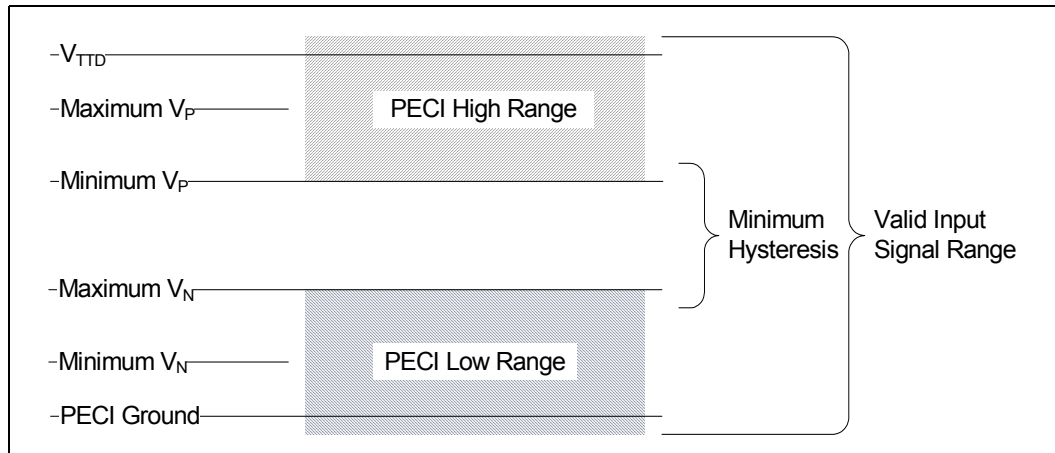 V_TTD
Maximum V_P
PECI High Range
Minimum V_P
Minimum
Hysteresis
Valid Input
Signal Range
Maximum V_N
Minimum V_N
PECI Low Range
PECI Ground